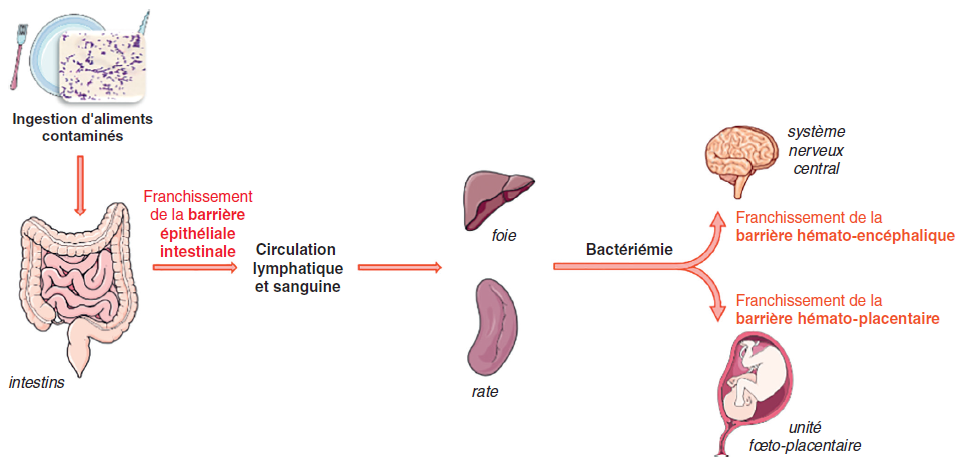 Ingestion d'aliments
contaminés
Franchissement
de la barrière
épithéliale
intestinale
intestins
Circulation
lymphatique
et sanguine
foie
rate
Bactériémie
système
nerveux
central
Franchissement de la
barrière hémato-encéphalique
Franchissement de la
barrière hémato-placentaire
unité
fœto-placentaire